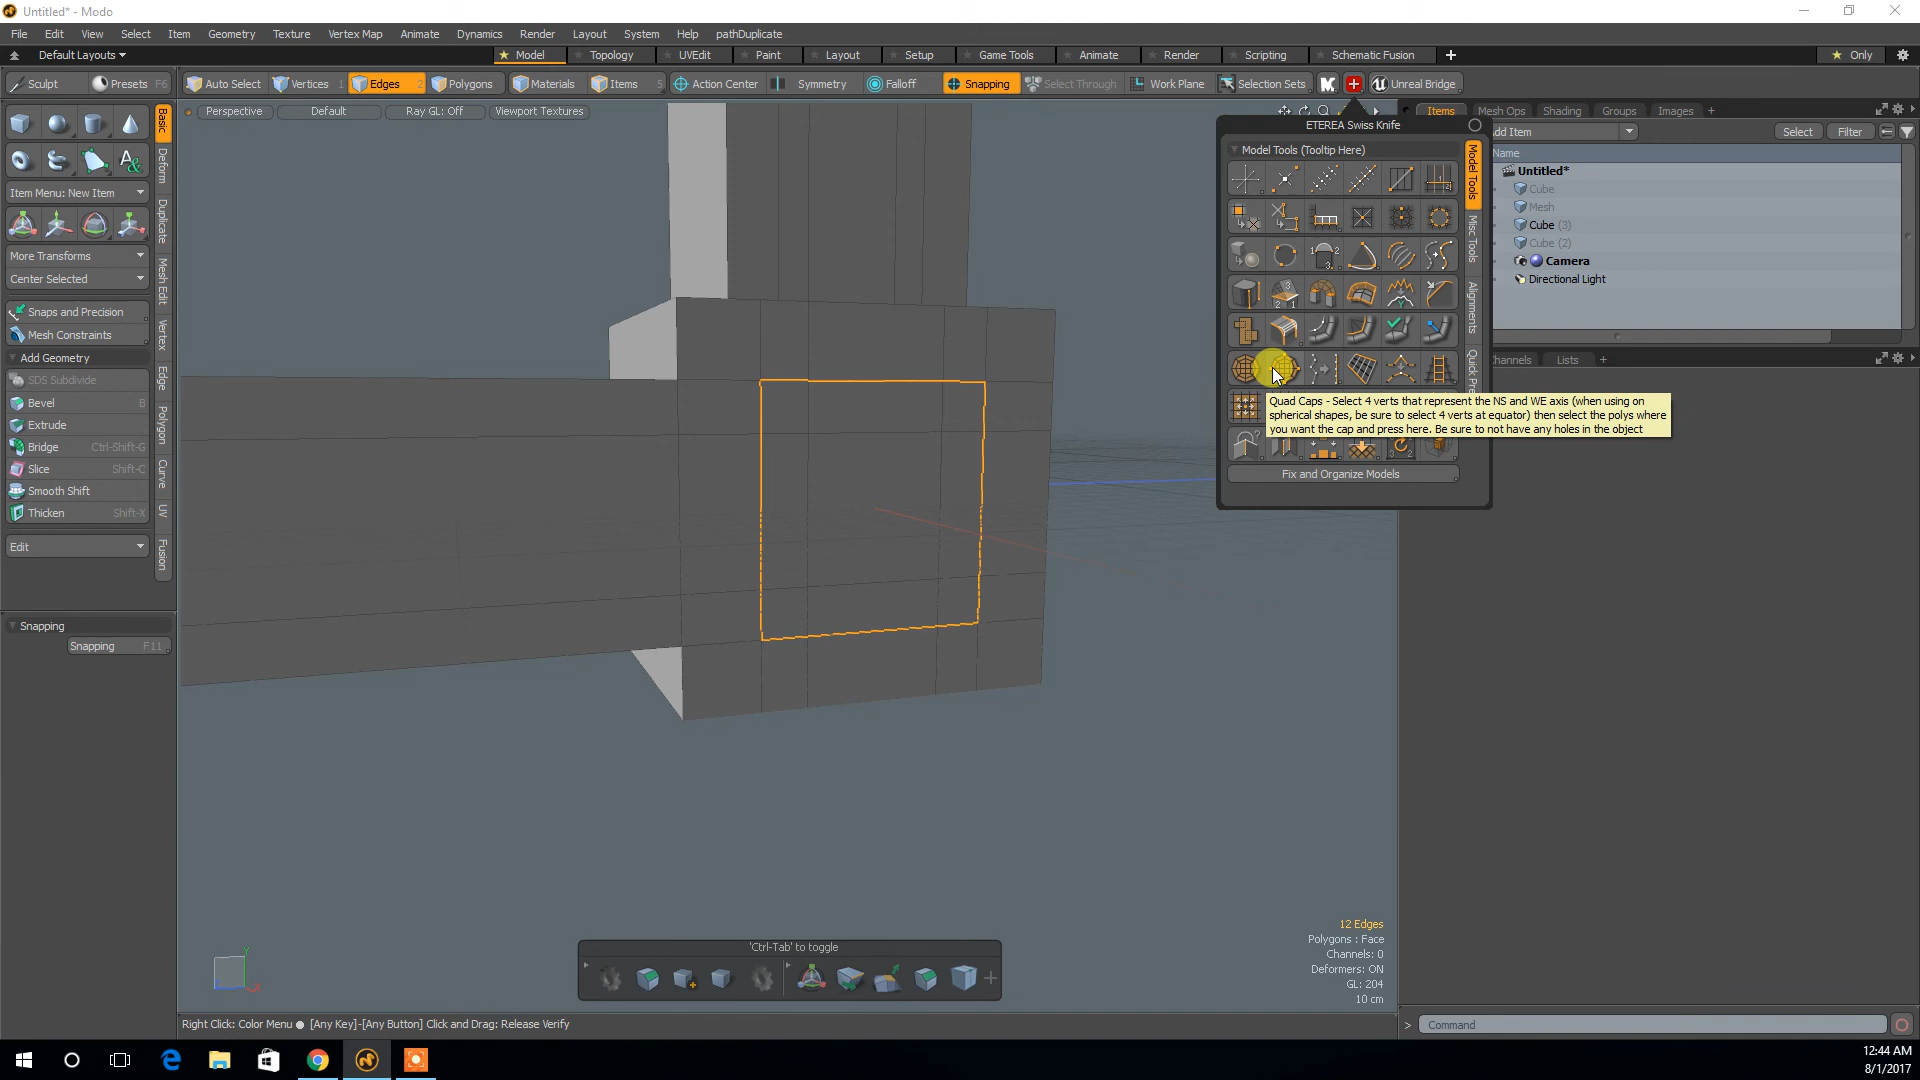 Untitled* - Modo
File Edit View Select Item Geometry Texture Vertex Map Animate Dynamics Render Layout System Help pathDuplicate
Default Layouts
Model Topology UVEdit Paint Layout Setup Game Tools Animate Render Scripting Schematic Fusion Only
Sculpt Presets F6 Auto Select Vertices 1 Edges 2 Polygons Materials Items 5 Action Center Symmetry Falloff Snapping Select Through Work Plane Selection Sets Unreal Bridge
Perspective Default Ray GL: Off Viewport Textures
Items Mesh Ops Shading Groups Images
Basic
Deform
Duplicate
Mesh Edit
Vertex
Edge
Polygon
Curve
UV
Fusion
Item Menu: New Item
More Transforms
Center Selected
Snaps and Precision
Mesh Constraints
Add Geometry
SDS Subdivide
Bevel
Extrude
Bridge Ctrl-Shift-G
Slice Shift-C
Smooth Shift
Thicken Shift-X
Edit
Snapping
Snapping F11
ETEREA Swiss Knife
Model Tools (Tooltip Here)
Model Tools
Misc Tools
Alignments
Quick Pre
Quad Caps - Select 4 verts that represent the NS and WE axis (when using on
spherical shapes, be sure to select 4 verts at equator) then select the polys where
you want the cap and press here. Be sure to not have any holes in the object
Fix and Organize Models
dd Item Select Filter
Name
Untitled*
Cube
Mesh
Cube (3)
Cube (2)
Camera
Directional Light
hannels Lists
12 Edges
Polygons : Face
Channels: 0
Deformers: ON
GL: 204
10 cm
'Ctrl-Tab' to toggle
Right Click: Color Menu ● [Any Key]-[Any Button] Click and Drag: Release Verify
> Command
12:44 AM
8/1/2017